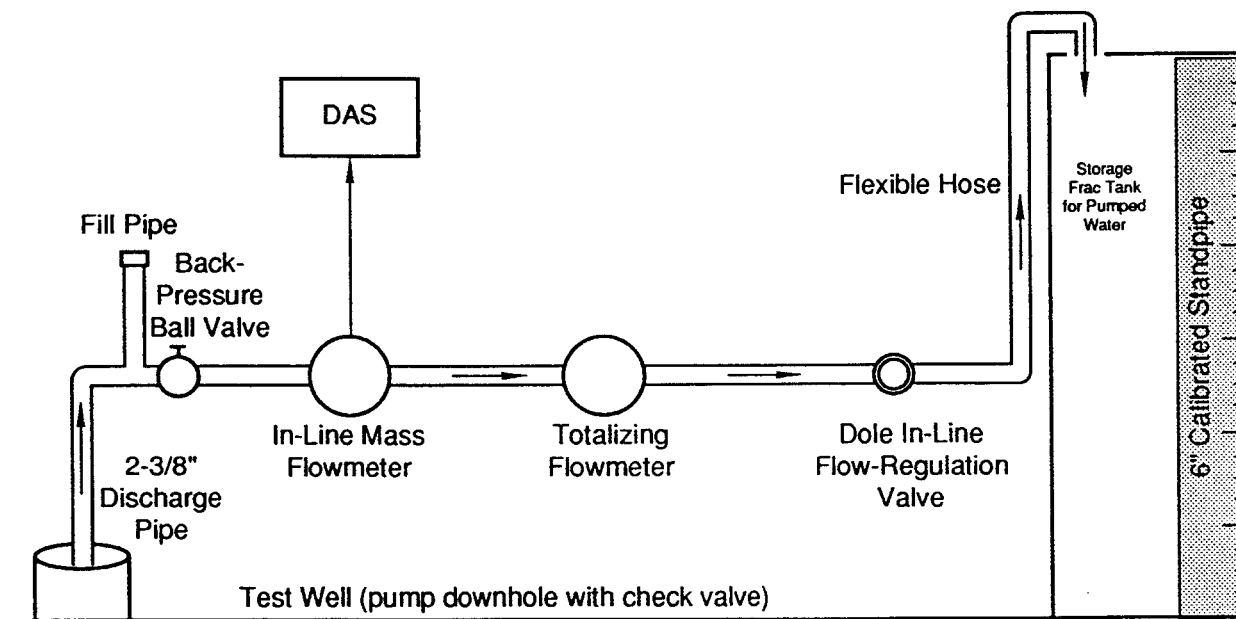 DAS
Flexible Hose
Storage
Frac Tank
for Pumped
Water
Fill Pipe
Back-
Pressure
Ball Valve
6" Calibrated Standpipe
In-Line Mass
Flowmeter
Totalizing
Flowmeter
Dole In-Line
Flow-Regulation
Valve
2-3/8"
Discharge
Pipe
Test Well (pump downhole with check valve)